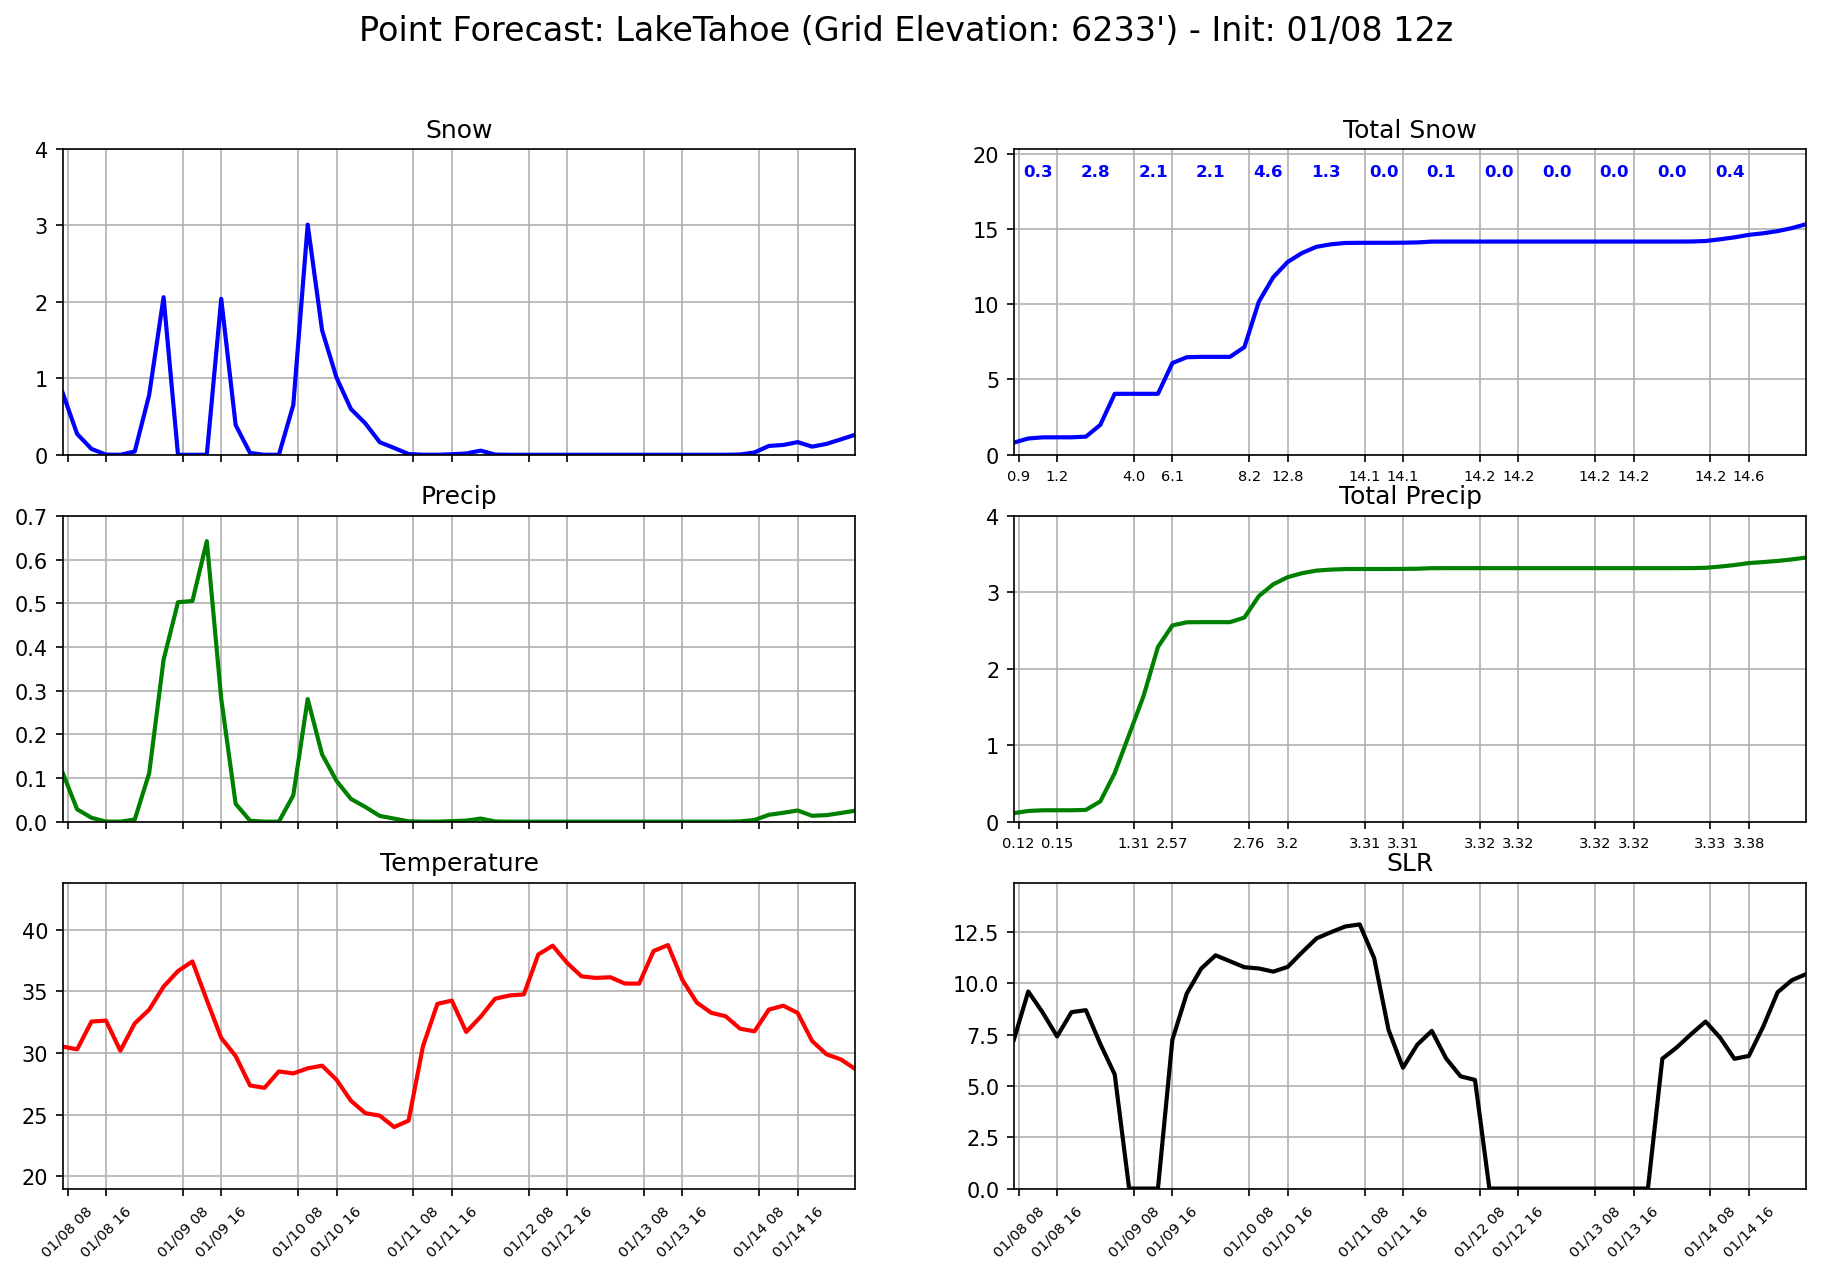 Point Forecast: LakeTahoe (Grid Elevation: 6233') - Init: 01/08 12z
Snow
4
3
2
1
0
Total Snow
20
15
10
5
0
0.3 2.8 2.1 2.1 4.6 1.3 0.0 0.1 0.0 0.0 0.0 0.0 0.4
0.9 1.2 4.0 6.1 8.2 12.8 14.1 14.1 14.2 14.2 14.2 14.2 14.2 14.6
Precip
0.7
0.6
0.5
0.4
0.3
0.2
0.1
0.0
Total Precip
4
3
2
1
0
0.12 0.15 1.31 2.57 2.76 3.2 3.31 3.31 3.32 3.32 3.32 3.32 3.33 3.38
Temperature
40
35
30
25
20
01/08 08 01/08 16 01/09 08 01/09 16 01/10 08 01/10 16 01/11 08 01/11 16 01/12 08 01/12 16 01/13 08 01/13 16 01/14 08 01/14 16
SLR
12.5
10.0
7.5
5.0
2.5
0.0
01/08 08 01/08 16 01/09 08 01/09 16 01/10 08 01/10 16 01/11 08 01/11 16 01/12 08 01/12 16 01/13 08 01/13 16 01/14 08 01/14 16